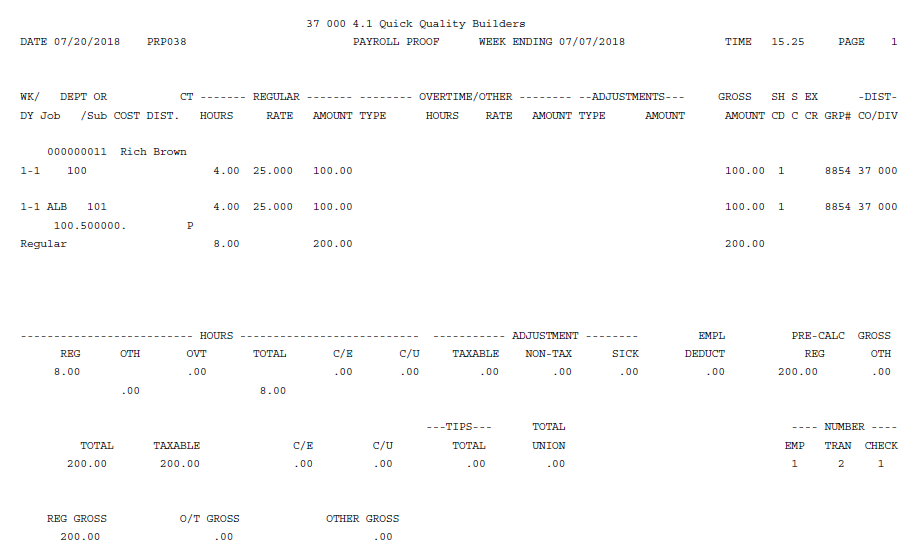 37 000 4.1 Quick Quality Builders
DATE 07/20/2018 PRP038 PAYROLL PROOF WEEK ENDING 07/07/2018 TIME 15.25 PAGE 1
WK/ DEPT OR CT ------- REGULAR ------- -------- OVERTIME/OTHER -------- --ADJUSTMENTS--- GROSS SH S EX -DIST-
DY Job /Sub COST DIST. HOURS RATE AMOUNT TYPE HOURS RATE AMOUNT TYPE AMOUNT AMOUNT CD C CR GRP# CO/DIV
000000011 Rich Brown
1-1 100 4.00 25.000 100.00 100.00 1 8854 37 000
1-1 ALB 101 4.00 25.000 100.00 100.00 1 8854 37 000
100.500000. P
Regular 8.00 200.00 200.00
-------------------------- HOURS --------------------------- ----------- ADJUSTMENT -------- EMPL PRE-CALC GROSS
REG OTH OVT TOTAL C/E C/U TAXABLE NON-TAX SICK DEDUCT REG OTH
8.00 .00 .00 .00 .00 .00 .00 .00 200.00 .00
.00 8.00
---TIPS--- TOTAL ---- NUMBER ----
TOTAL TAXABLE C/E C/U TOTAL UNION EMP TRAN CHECK
200.00 200.00 .00 .00 .00 .00 1 2 1
REG GROSS O/T GROSS OTHER GROSS
200.00 .00 .00